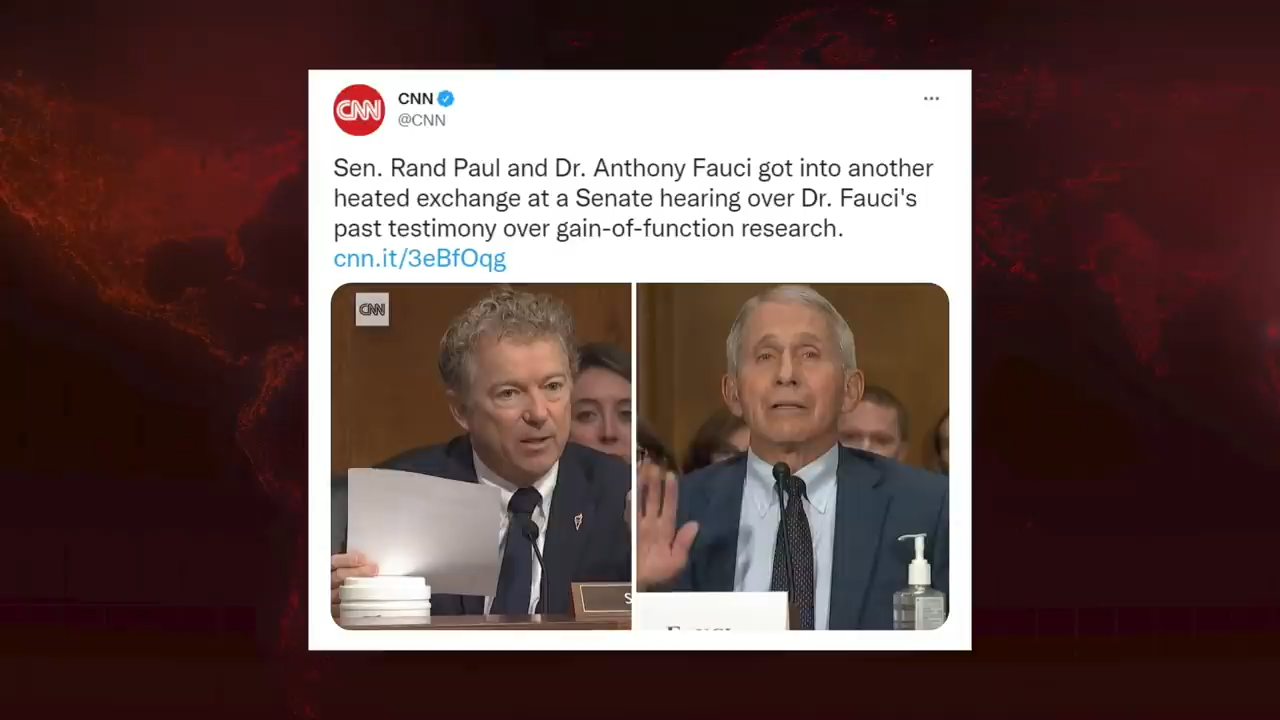 CNN
CNN
@CNN
Sen. Rand Paul and Dr. Anthony Fauci got into another
heated exchange at a Senate hearing over Dr. Fauci's
past testimony over gain-of-function research.
cnn.it/3eBfOqg
CNN
S